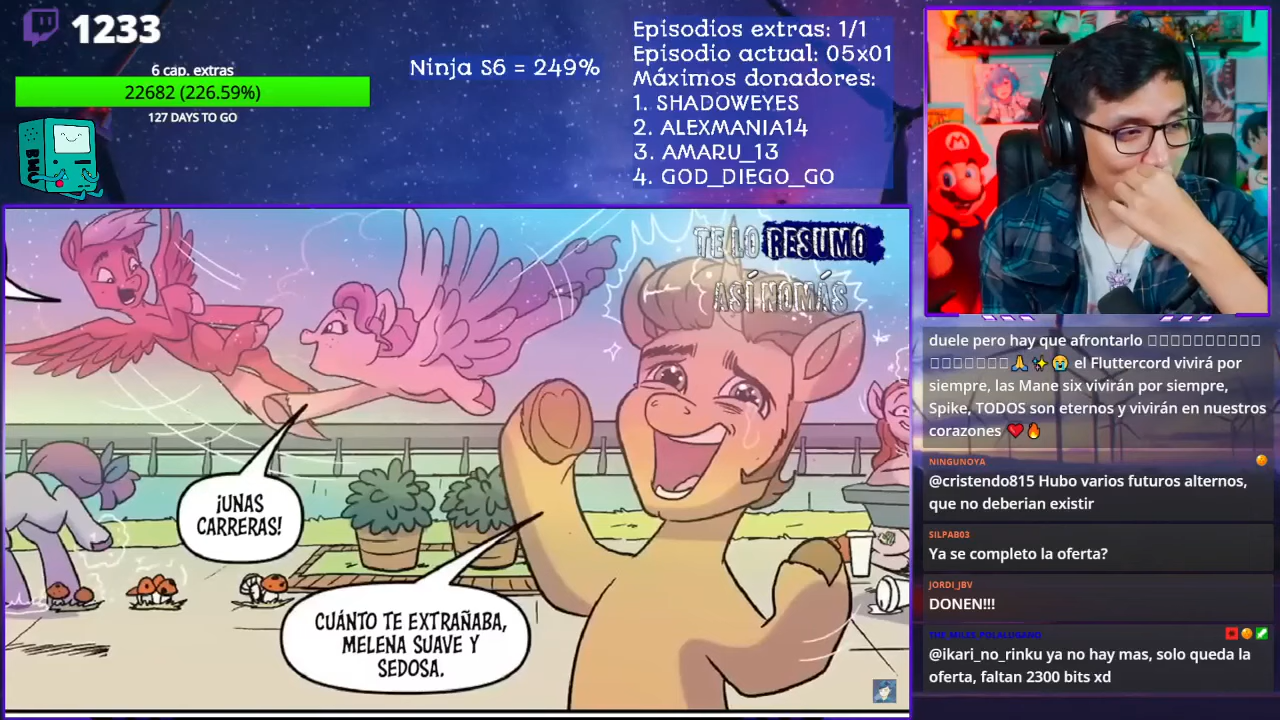 1233
6 cap. extras
22682 (226.59%)
127 DAYS TO GO
BMO
Ninja S6 = 249%
Episodios extras: 1/1
Episodio actual: 05x01
Máximos donadores:
1. SHADOWEYES
2. ALEXMANIA14
3. AMARU_13
4. GOD_DIEGO_GO
TE LO RESUMO
ASÍ NOMÁS
¡UNAS
CARRERAS!
CUÁNTO TE EXTRAÑABA,
MELENA SUAVE Y
SEDOSA.
duele pero hay que afrontarlo
🙏✨😭 el Fluttercord vivirá por
siempre, las Mane six vivirán por siempre,
Spike, TODOS son eternos y vivirán en nuestros
corazones ❤️🔥
NINGUNOYA
@cristendo815 Hubo varios futuros alternos,
que no deberian existir
SILPAB03
Ya se completo la oferta?
JORDI_JBV
DONEN!!!
@ikari_no_rinku ya no hay mas, solo queda la
oferta, faltan 2300 bits xd